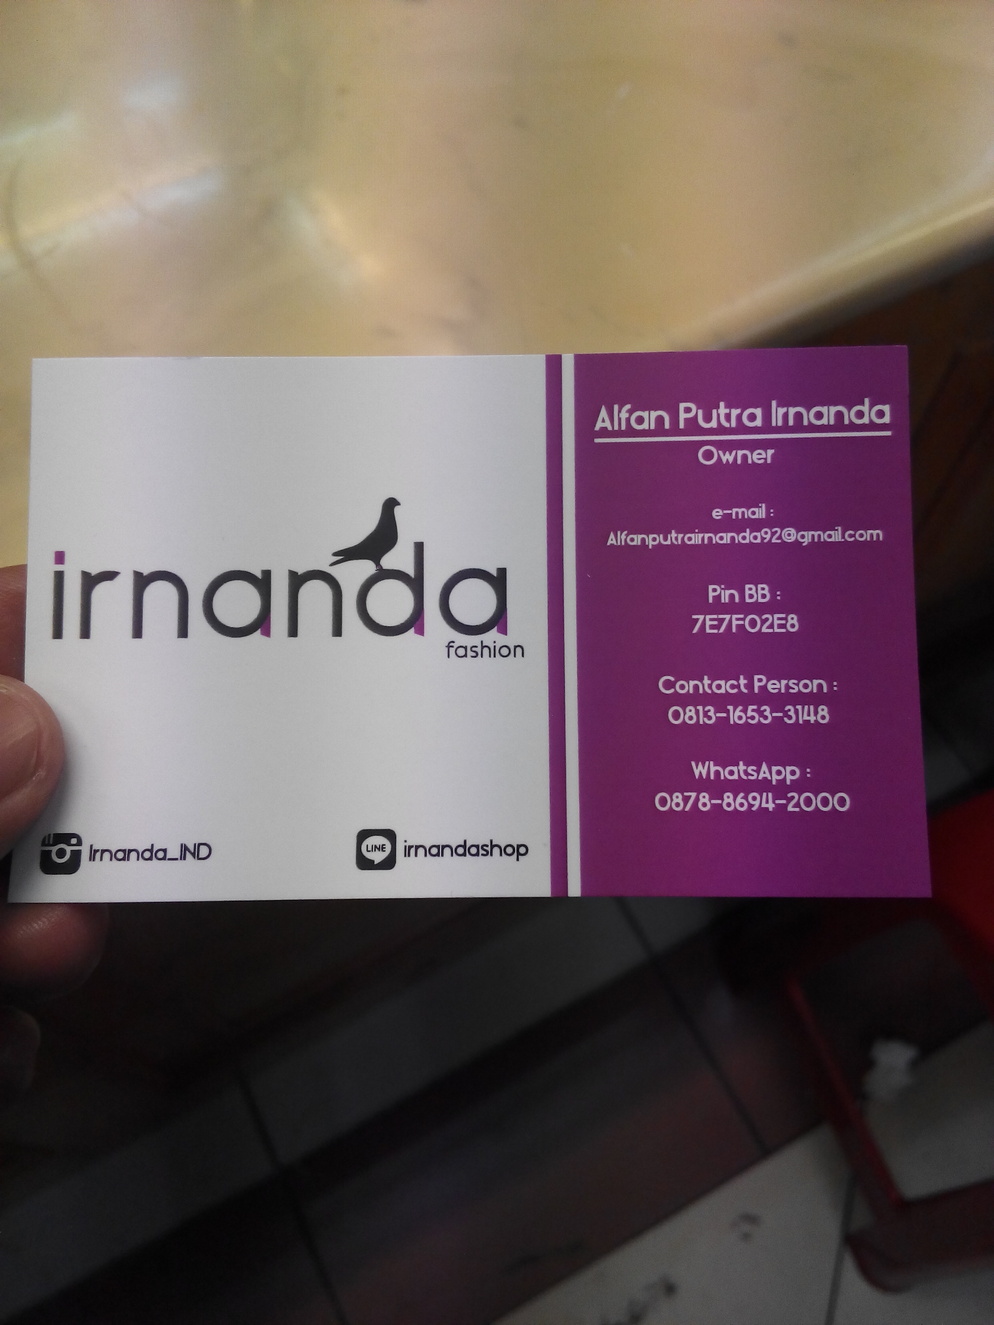 irnanda
fashion
Irnanda_IND
LINE
irnandashop
Alfan Putra Irnanda
Owner
e-mail :
Alfanputrairnanda92@gmail.com
Pin BB :
7E7F02E8
Contact Person :
0813-1653-3148
WhatsApp :
0878-8694-2000